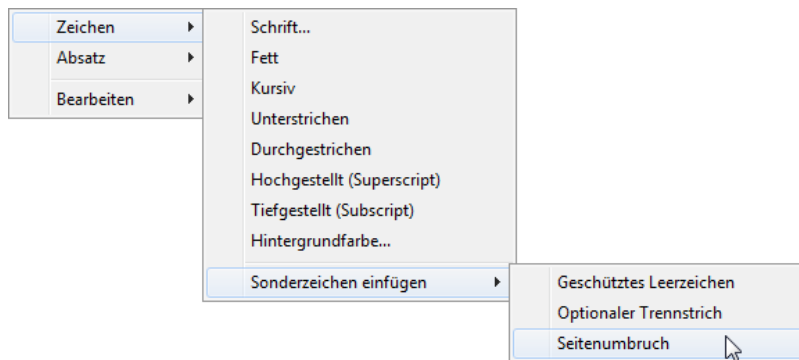 Zeichen
Absatz
Bearbeiten
Schrift...
Fett
Kursiv
Unterstrichen
Durchgestrichen
Hochgestellt (Superscript)
Tiefgestellt (Subscript)
Hintergrundfarbe...
Sonderzeichen einfügen
Geschütztes Leerzeichen
Optionaler Trennstrich
Seitenumbruch